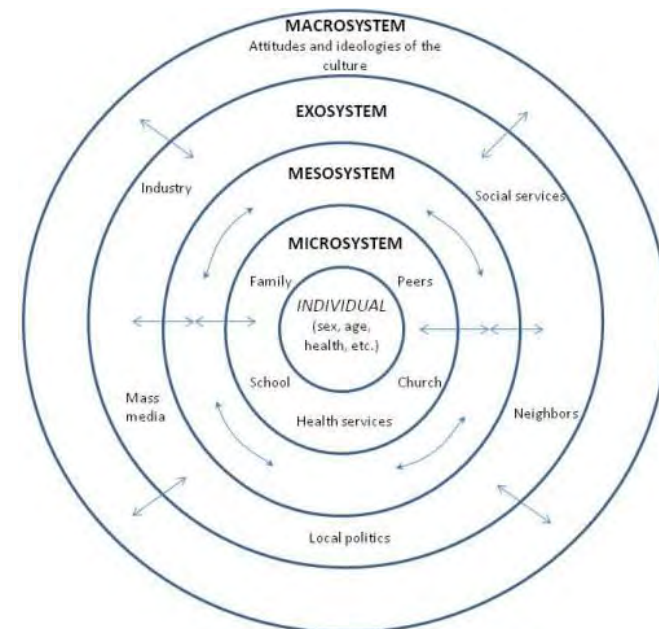 MACROSYSTEM
Attitudes and ideologies of the
culture
EXOSYSTEM
MESOSYSTEM
Industry
Social services
MICROSYSTEM
Family
Peers
INDIVIDUAL
(sex, age,
health, etc.)
School
Church
Mass
media
Health services
Neighbors
Local politics